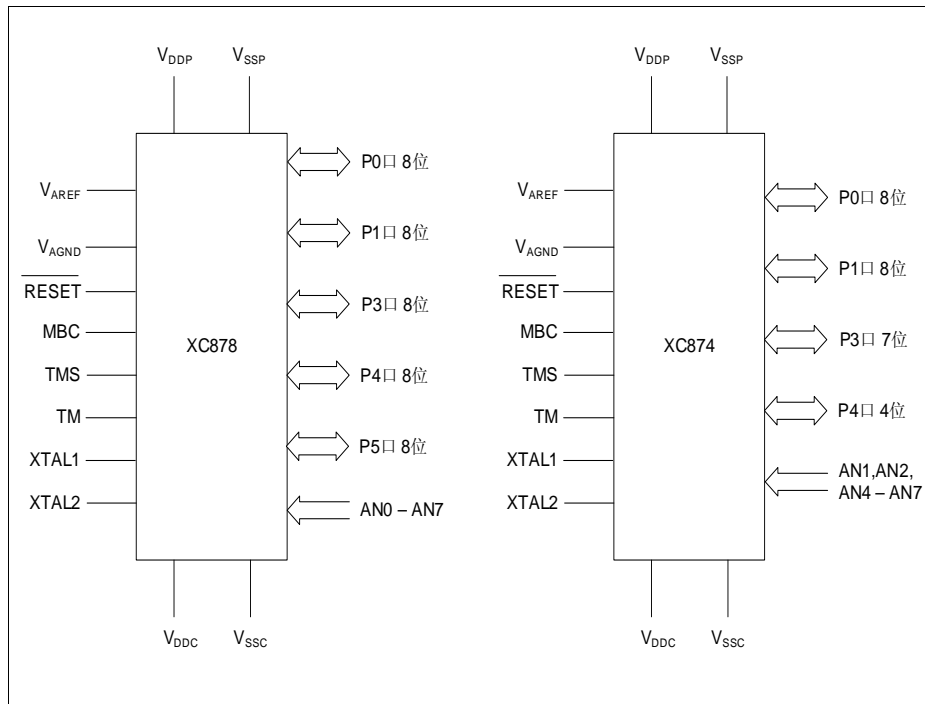 VDDP
VSSP
VAREF
VAGND
RESET
MBC
TMS
TM
XTAL1
XTAL2
XC878
P0口 8位
P1口 8位
P3口 8位
P4口 8位
P5口 8位
AN0 – AN7
VDDC
VSSC
VDDP
VSSP
VAREF
VAGND
RESET
MBC
TMS
TM
XTAL1
XTAL2
XC874
P0口 8位
P1口 8位
P3口 7位
P4口 4位
AN1,AN2,
AN4 – AN7
VDDC
VSSC